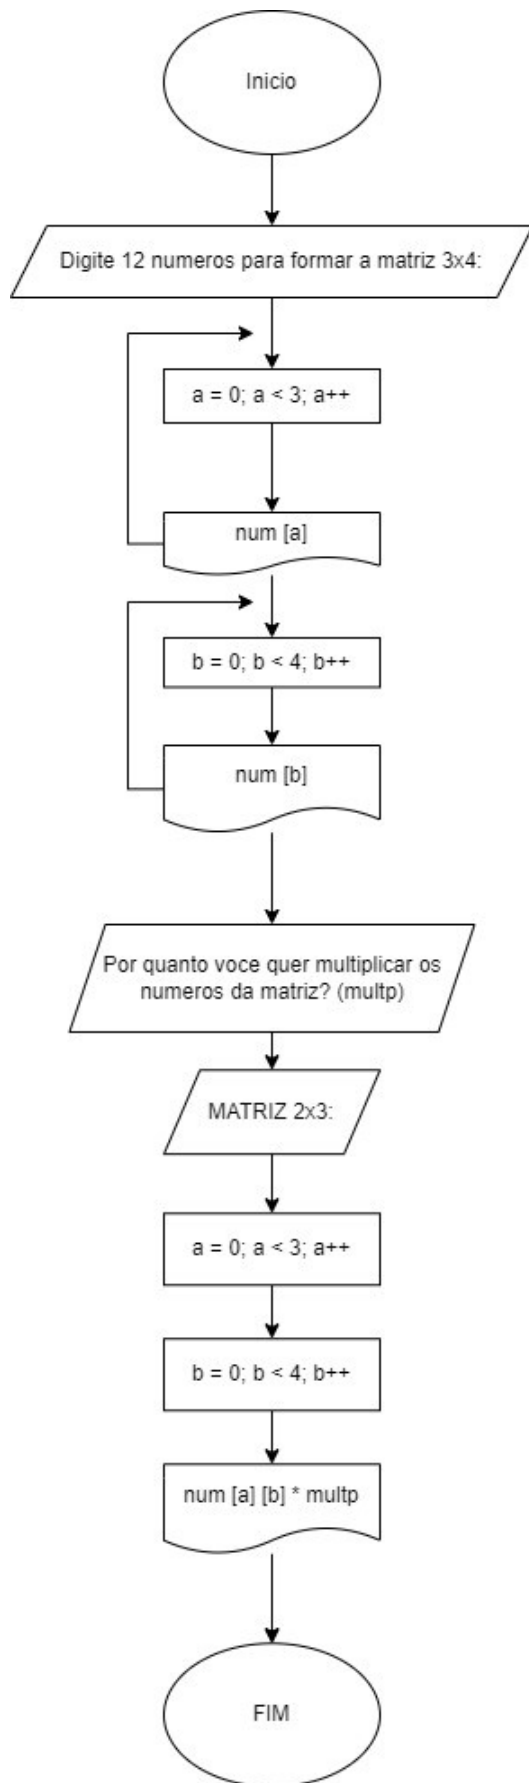 Inicio
Digite 12 numeros para formar a matriz 3x4:
a = 0; a < 3; a++
num [a]
b = 0; b < 4; b++
num [b]
Por quanto voce quer multiplicar os
numeros da matriz? (multp)
MATRIZ 2x3:
a = 0; a < 3; a++
b = 0; b < 4; b++
num [a] [b] * multp
FIM